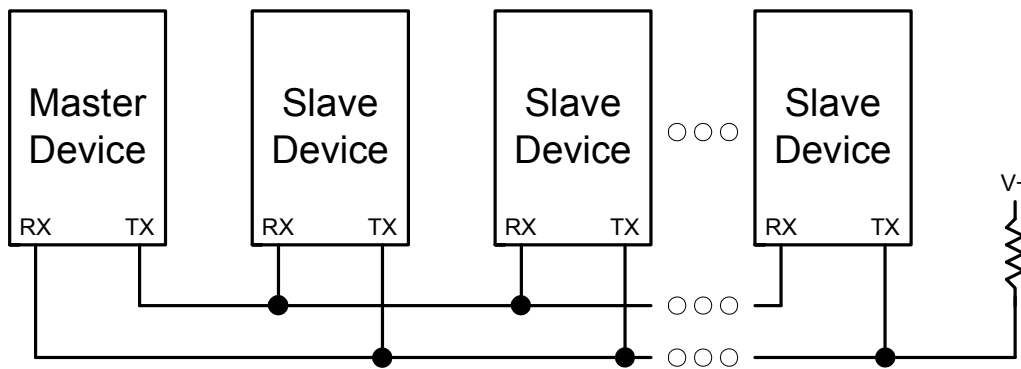 Master
Device
Slave
Device
Slave
Device
Slave
Device
RX TX
RX TX
RX TX
RX TX
V+